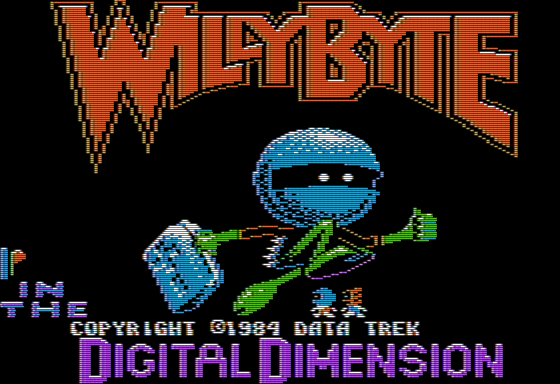 WILLYBYTE
IN
THE
COPYRIGHT ©1984 DATA TREK
DIGITAL DIMENSION